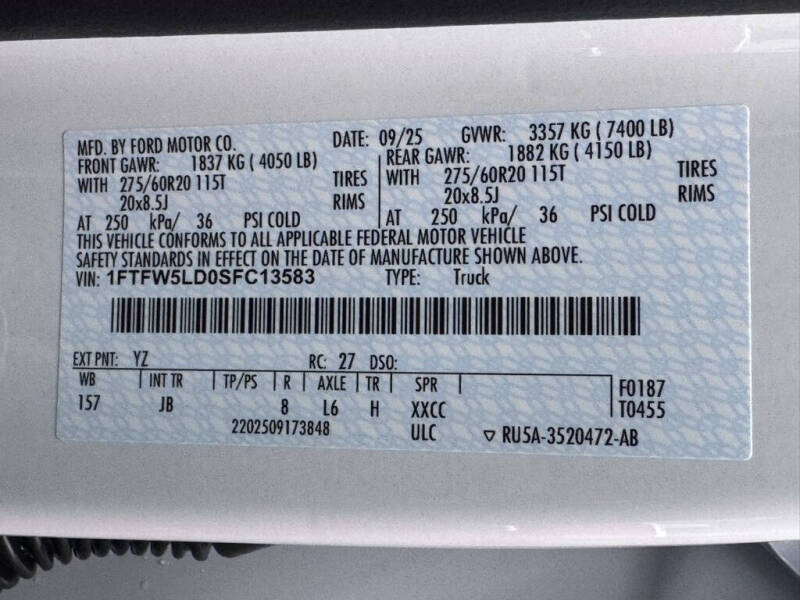 MFD. BY FORD MOTOR CO. DATE: 09/25 GVWR: 3357 KG ( 7400 LB)
FRONT GAWR: 1837 KG ( 4050 LB) REAR GAWR: 1882 KG ( 4150 LB)
WITH 275/60R20 115T TIRES WITH 275/60R20 115T TIRES
20x8.5J RIMS 20x8.5J RIMS
AT 250 kPa/ 36 PSI COLD AT 250 kPa/ 36 PSI COLD
THIS VEHICLE CONFORMS TO ALL APPLICABLE FEDERAL MOTOR VEHICLE
SAFETY STANDARDS IN EFFECT ON THE DATE OF MANUFACTURE SHOWN ABOVE.
VIN: 1FTFW5LD0SFC13583 TYPE: Truck
EXT PNT: YZ RC: 27 DSO:
WB INT TR TP/PS R AXLE TR SPR F0187
157 JB 8 L6 H XXCC T0455
2202509173848 ULC RU5A-3520472-AB